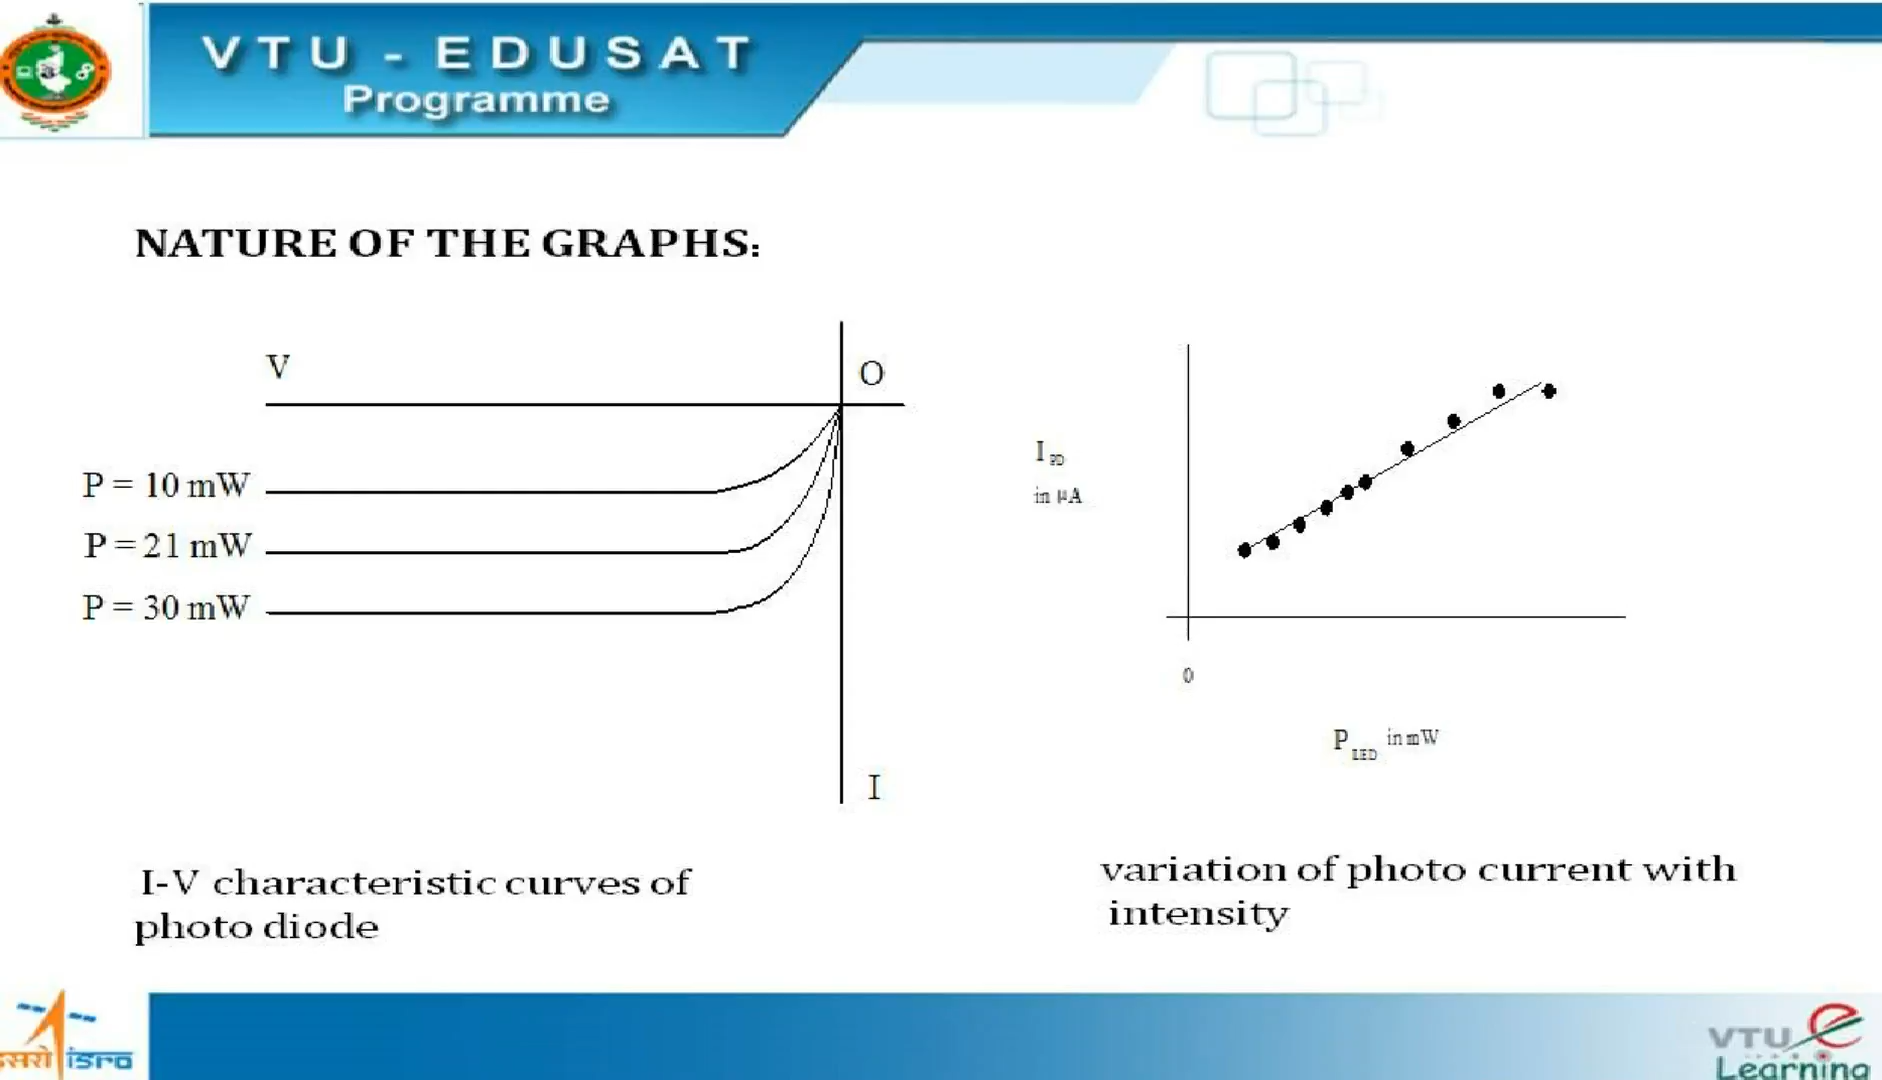 VTU - EDUSAT
Programme
NATURE OF THE GRAPHS:
V
O
P = 10 mW
P = 21 mW
P = 30 mW
I
I-V characteristic curves of
photo diode
I PD
in μA
0
P LED in mW
variation of photo current with
intensity
इसरो isro
VTU e
Learning